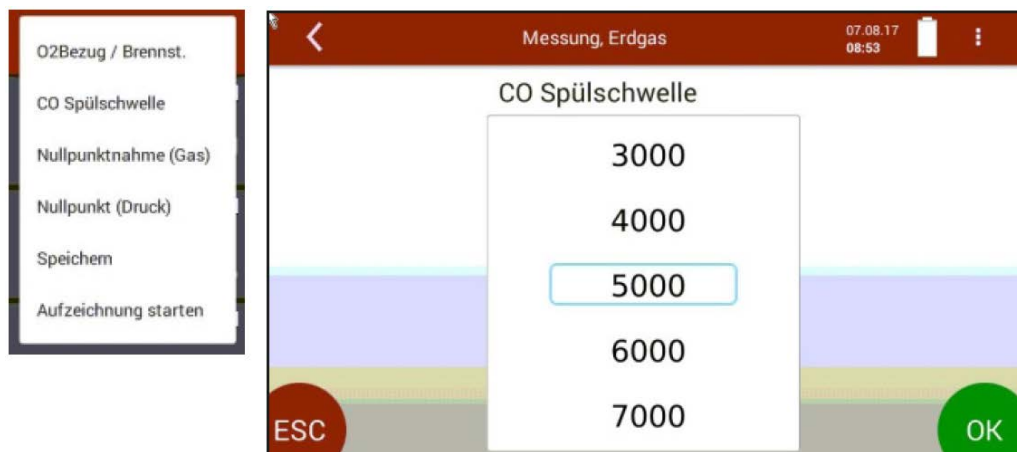 O2Bezug / Brennst.
CO Spülschwelle
Nullpunktnahme (Gas)
Nullpunkt (Druck)
Speichern
Aufzeichnung starten
Messung, Erdgas
07.08.17
08:53
CO Spülschwelle
3000
4000
5000
6000
7000
ESC
OK